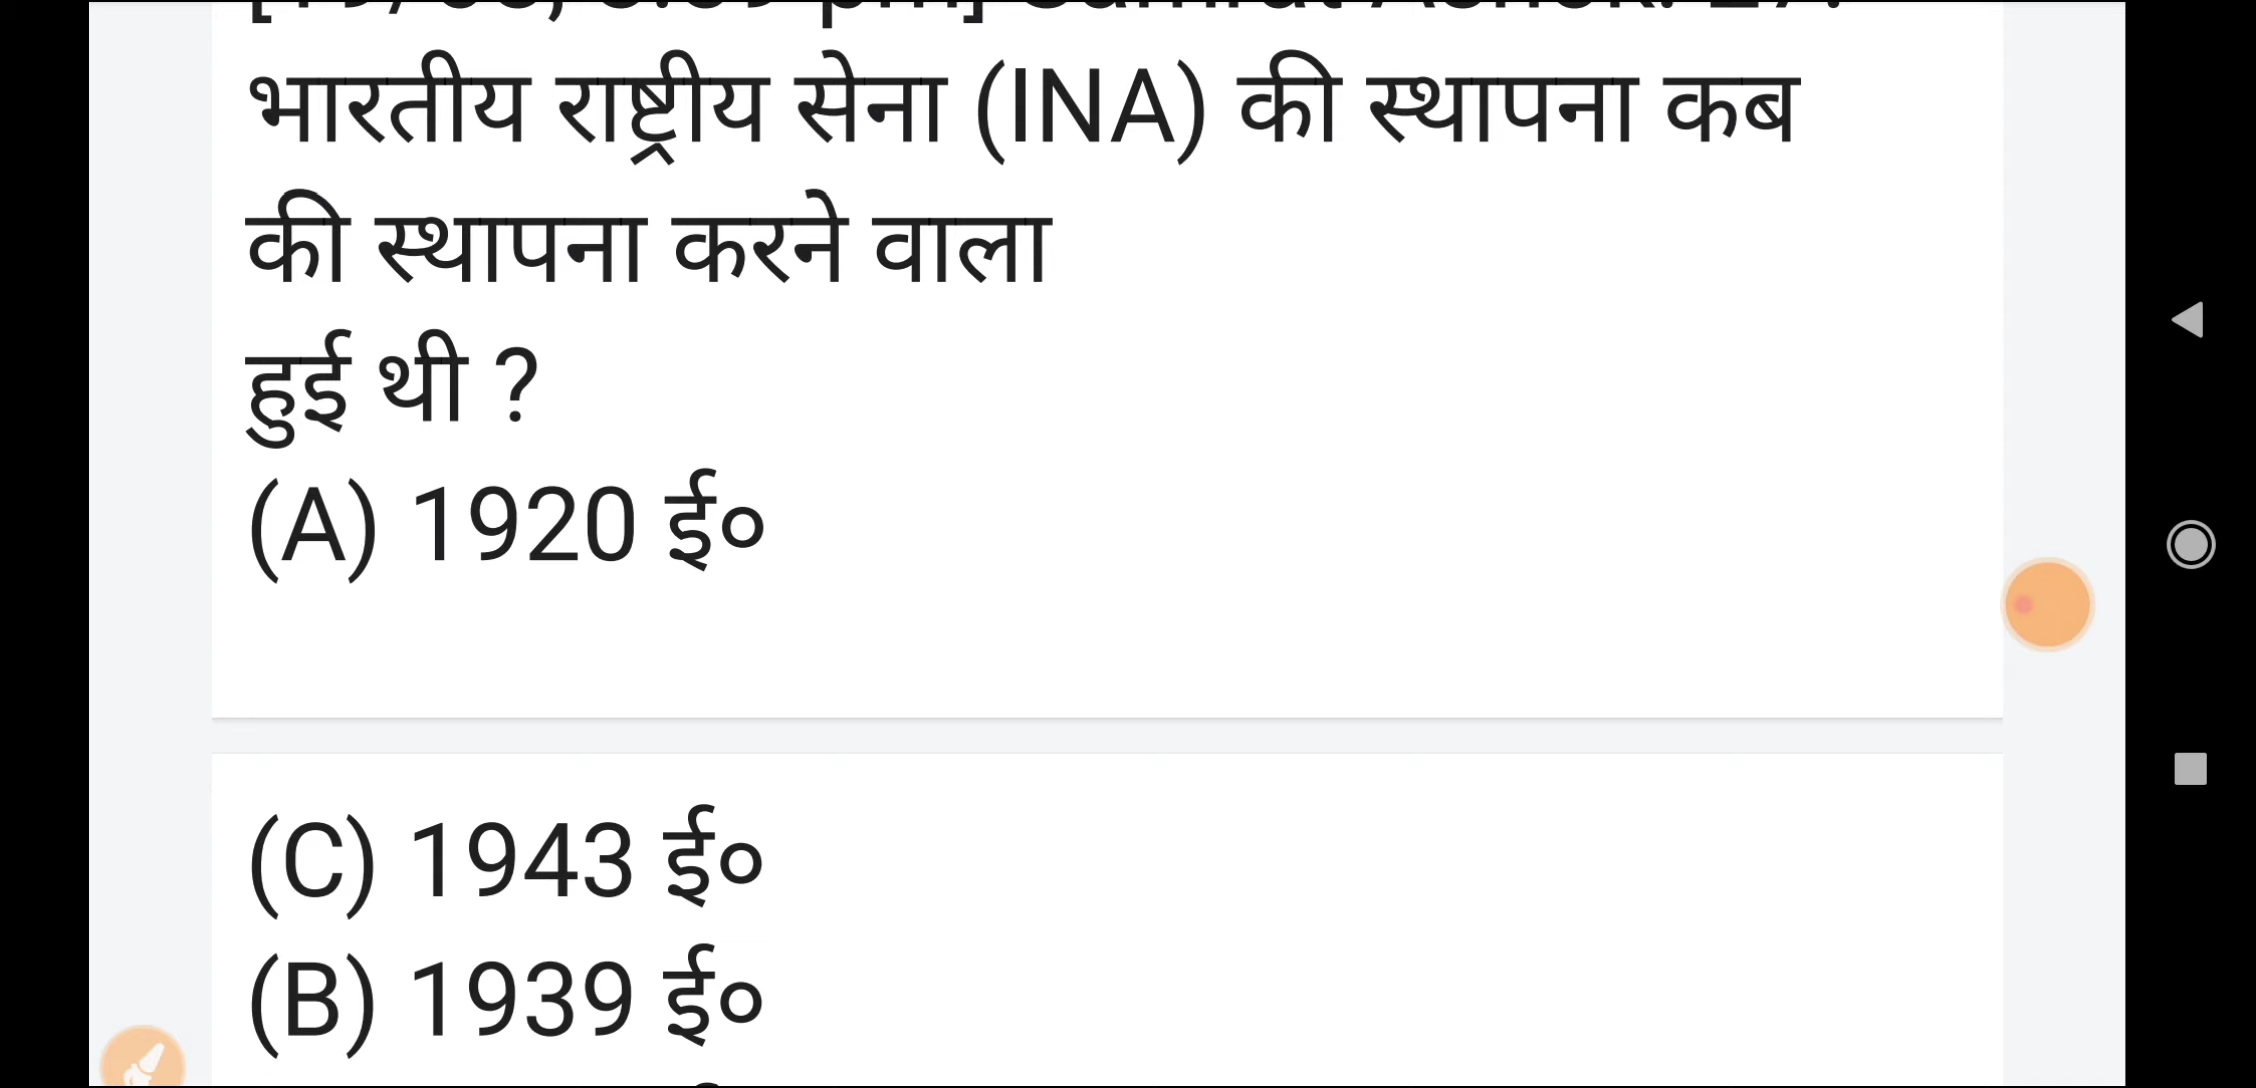 भारतीय राष्ट्रीय सेना (INA) की स्थापना कब
की स्थापना करने वाला
हुई थी ?
(A) 1920 ई०
(C) 1943 ई०
(B) 1939 ई०